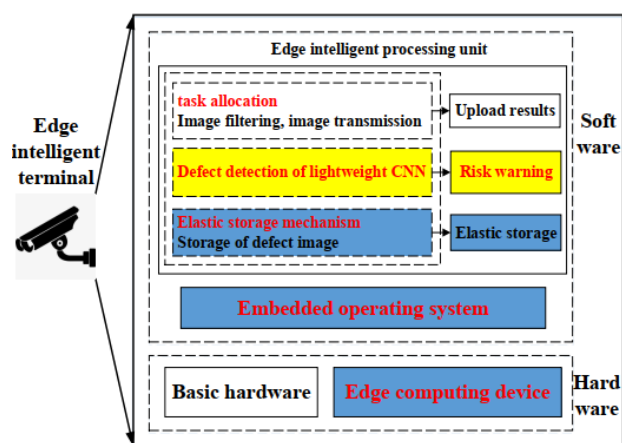 Edge intelligent processing unit
task allocation
Image filtering, image transmission
Upload results
Defect detection of lightweight CNN
Risk warning
Elastic storage mechanism
Storage of defect image
Elastic storage
Embedded operating system
Soft
ware
Edge
intelligent
terminal
Basic hardware
Edge computing device
Hard
ware